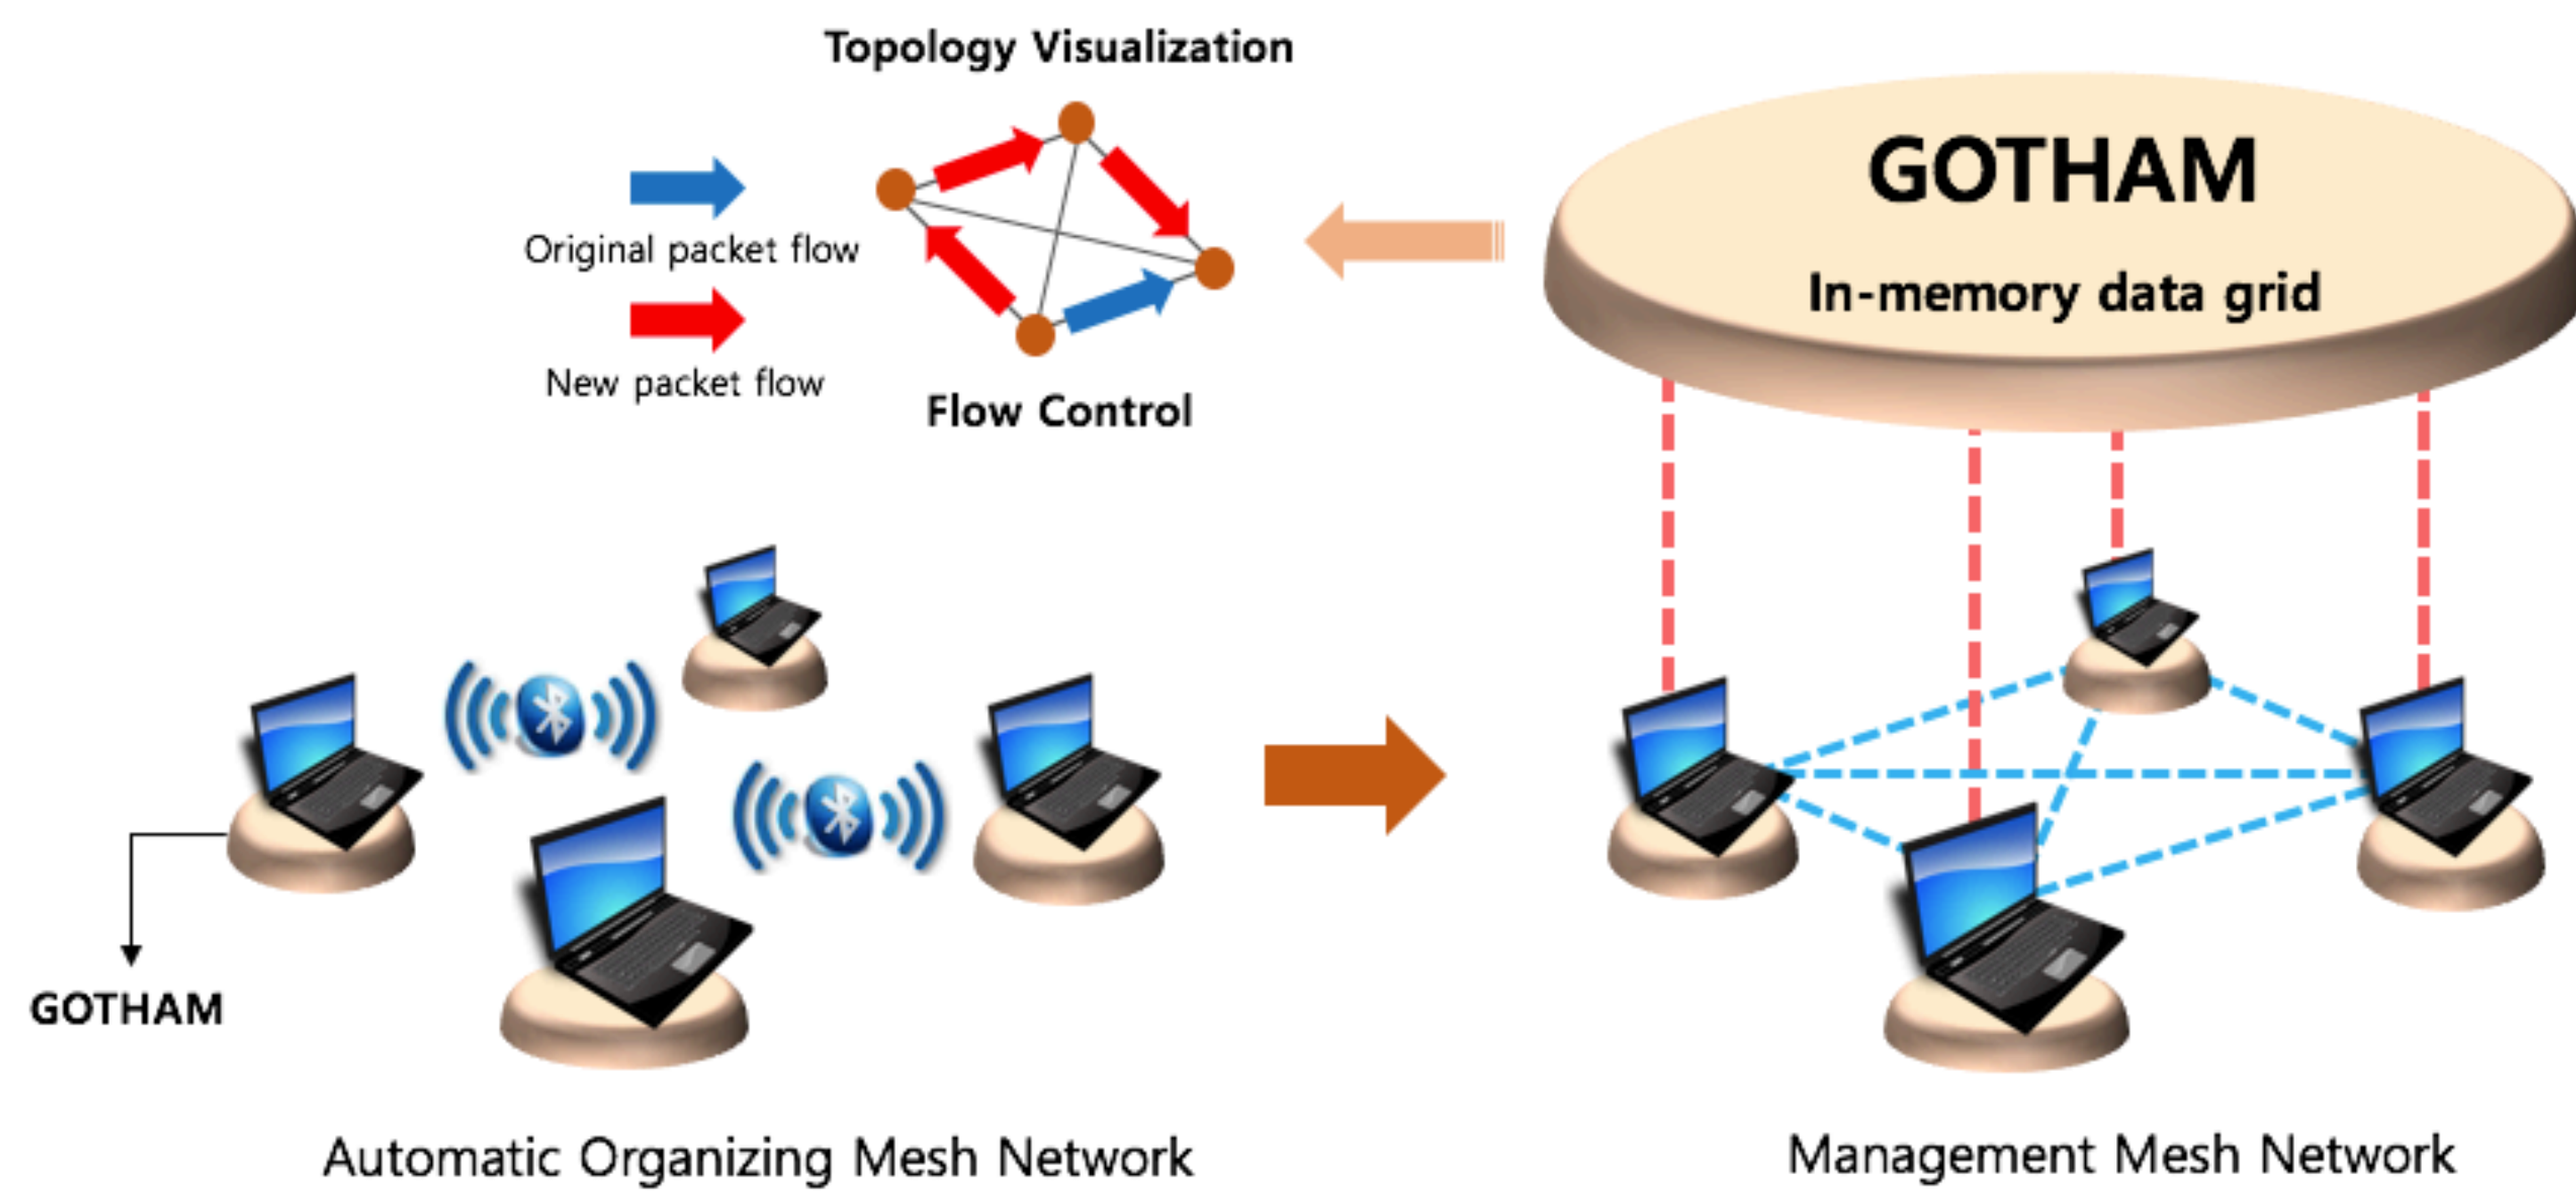 Topology Visualization
Original packet flow
New packet flow
Flow Control
GOTHAM
In-memory data grid
GOTHAM
Automatic Organizing Mesh Network
Management Mesh Network